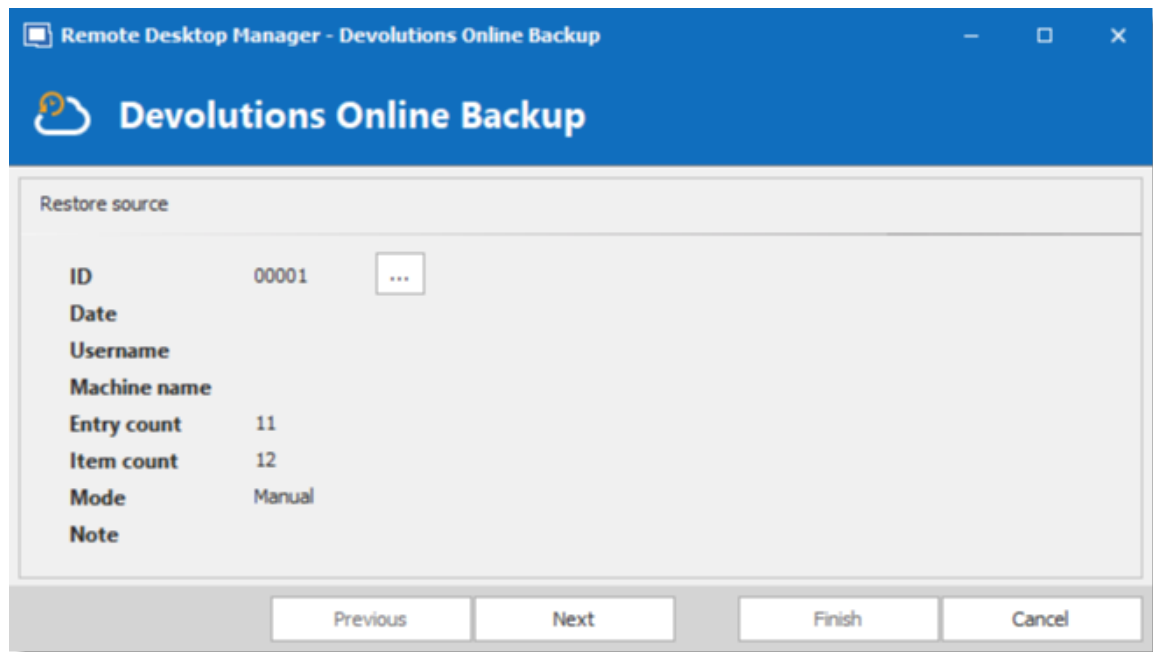 Remote Desktop Manager - Devolutions Online Backup
Devolutions Online Backup
Restore source
ID 00001 ...
Date
Username
Machine name
Entry count 11
Item count 12
Mode Manual
Note
Previous Next Finish Cancel